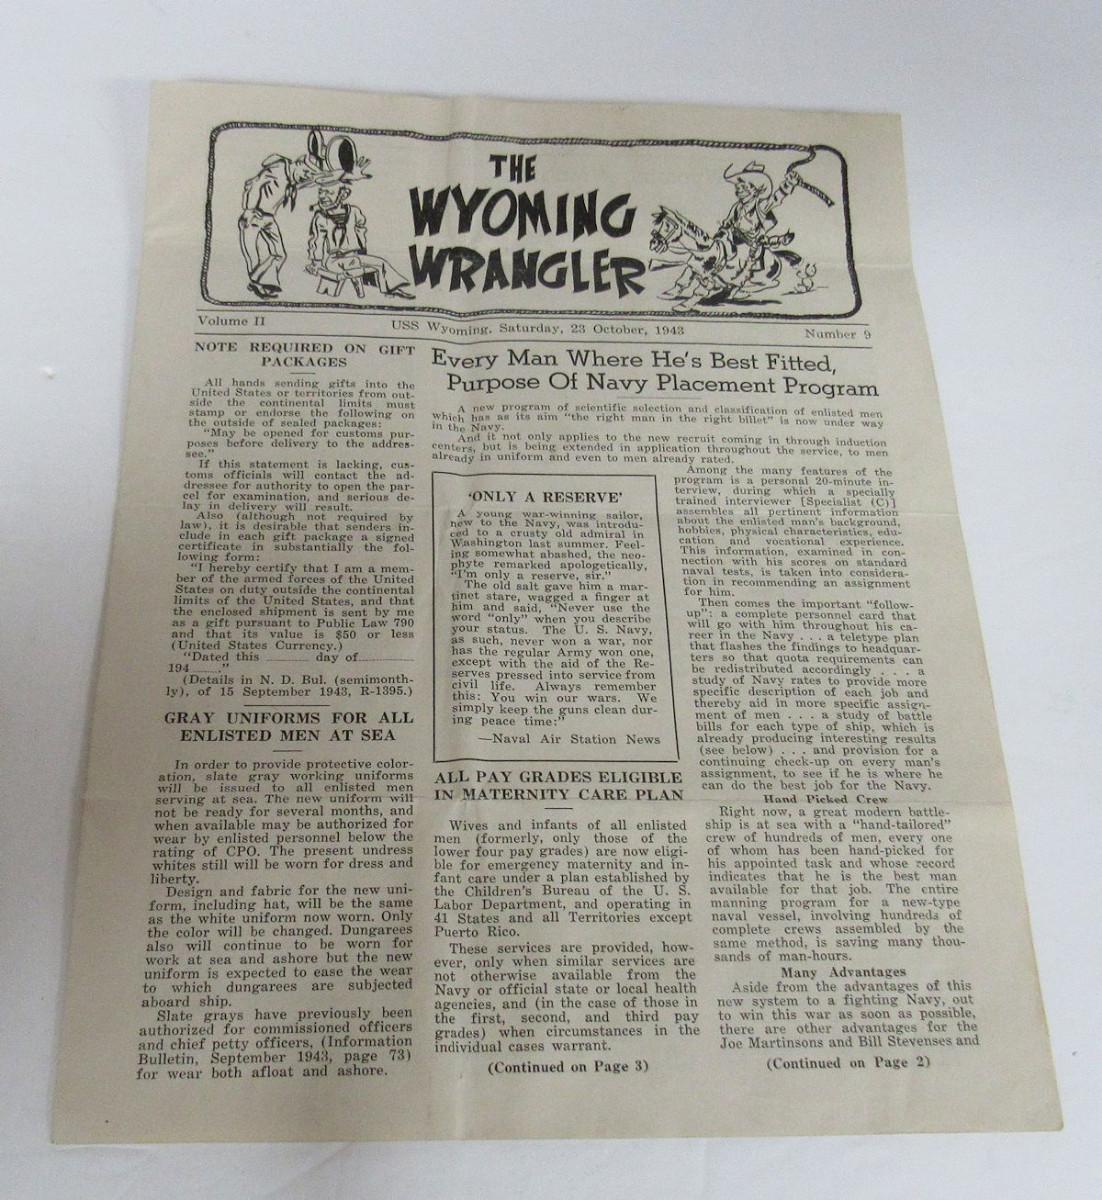 THE
WYOMING
WRANGLER
Volume II
USS Wyoming, Saturday, 23 October, 1943
Number 9
NOTE REQUIRED ON GIFT
PACKAGES
All hands sending gifts into the
United States or territories from out-
side the continental limits must
stamp or endorse the following on
the outside of sealed packages:
"May be opened for customs pur-
poses before delivery to the addres-
see."
If this statement is lacking, cus-
toms officials will contact the ad-
dressee for authority to open the par-
cel for examination, and serious de-
lay in delivery will result.
Also (although not required by
law), it is desirable that senders in-
clude in each gift package a signed
certificate in substantially the fol-
lowing form:
"I hereby certify that I am a mem-
ber of the armed forces of the United
States on duty outside the continental
limits of the United States, and that
the enclosed shipment is sent by me
as a gift pursuant to Public Law 790
and that its value is $50 or less
(United States Currency.)
"Dated this ........... day of..............
194........."
(Details in N. D. Bul. (semimonth-
ly), of 15 September 1943, R-1395.)
GRAY UNIFORMS FOR ALL
ENLISTED MEN AT SEA
In order to provide protective color-
ation, slate gray working uniforms
will be issued to all enlisted men
serving at sea. The new uniform will
not be ready for several months, and
when available may be authorized for
wear by enlisted personnel below the
rating of CPO. The present undress
whites still will be worn for dress and
liberty.
Design and fabric for the new uni-
form, including hat, will be the same
as the white uniform now worn. Only
the color will be changed. Dungarees
also will continue to be worn for
work at sea and ashore but the new
uniform is expected to ease the wear
to which dungarees are subjected
aboard ship.
Slate grays have previously been
authorized for commissioned officers
and chief petty officers, (Information
Bulletin, September 1943, page 73)
for wear both afloat and ashore.
Every Man Where He's Best Fitted,
Purpose Of Navy Placement Program
A new program of scientific selection and classification of enlisted men
which has as its aim "the right man in the right billet" is now under way
in the Navy.
And it not only applies to the new recruit coming in through induction
centers, but is being extended in application throughout the service, to men
already in uniform and even to men already rated.
'ONLY A RESERVE'
A young war-winning sailor,
new to the Navy, was introdu-
ced to a crusty old admiral in
Washington last summer. Feel-
ing somewhat abashed, the neo-
phyte remarked apologetically,
"I'm only a reserve, sir."
The old salt gave him a mar-
tinet stare, wagged a finger at
him and said, "Never use the
word "only" when you describe
your status. The U. S. Navy,
as such, never won a war, nor
has the regular Army won one,
except with the aid of the Re-
serves pressed into service from
civil life. Always remember
this: You win our wars. We
simply keep the guns clean dur-
ing peace time:"
—Naval Air Station News
ALL PAY GRADES ELIGIBLE
IN MATERNITY CARE PLAN
Wives and infants of all enlisted
men (formerly, only those of the
lower four pay grades) are now eligi-
ble for emergency maternity and in-
fant care under a plan established by
the Children's Bureau of the U. S.
Labor Department, and operating in
41 States and all Territories except
Puerto Rico.
These services are provided, how-
ever, only when similar services are
not otherwise available from the
Navy or official state or local health
agencies, and (in the case of those in
the first, second, and third pay
grades) when circumstances in the
individual cases warrant.
(Continued on Page 3)
Among the many features of the
program is a personal 20-minute in-
terview, during which a specially
trained interviewer [Specialist (C)]
assembles all pertinent information
about the enlisted man's background,
hobbies, physical characteristics, edu-
cation and vocational experience.
This information, examined in con-
nection with his scores on standard
naval tests, is taken into considera-
tion in recommending an assignment
for him.
Then comes the important "follow-
up": a complete personnel card that
will go with him throughout his ca-
reer in the Navy . . . a teletype plan
that flashes the findings to headquar-
ters so that quota requirements can
be redistributed accordingly . . . a
study of Navy rates to provide more
specific description of each job and
thereby aid in more specific assign-
ment of men . . . a study of battle
bills for each type of ship, which is
already producing interesting results
(see below) . . . and provision for a
continuing check-up on every man's
assignment, to see if he is where he
can do the best job for the Navy.
Hand Picked Crew
Right now, a great modern battle-
ship is at sea with a "hand-tailored"
crew of hundreds of men, every one
of whom has been hand-picked for
his appointed task and whose record
indicates that he is the best man
available for that job. The entire
manning program for a new-type
naval vessel, involving hundreds of
complete crews assembled by the
same method, is saving many thou-
sands of man-hours.
Many Advantages
Aside from the advantages of this
new system to a fighting Navy, out
to win this war as soon as possible,
there are other advantages for the
Joe Martinsons and Bill Stevenses and
(Continued on Page 2)